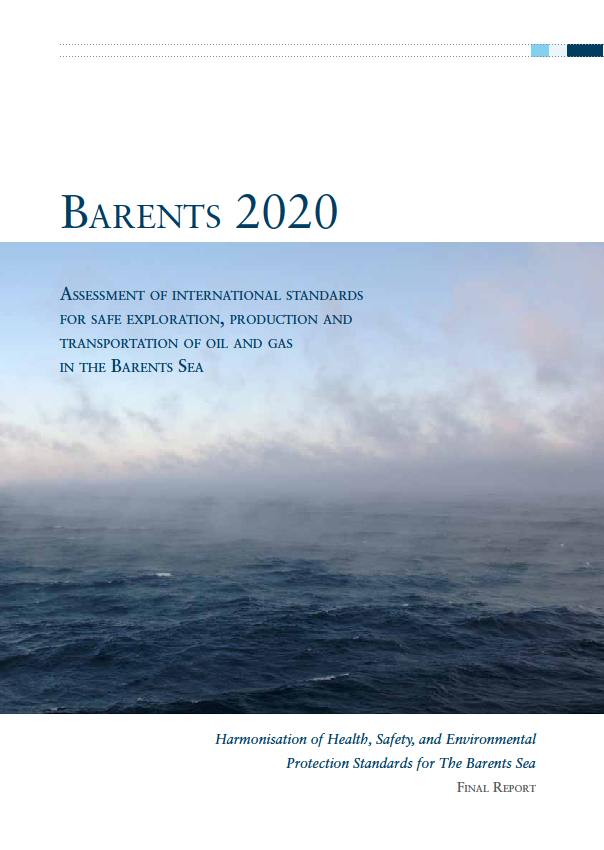 Barents 2020
Assessment of international standards
for safe exploration, production and
transportation of oil and gas
in the Barents Sea
Harmonisation of Health, Safety, and Environmental
Protection Standards for The Barents Sea
Final Report